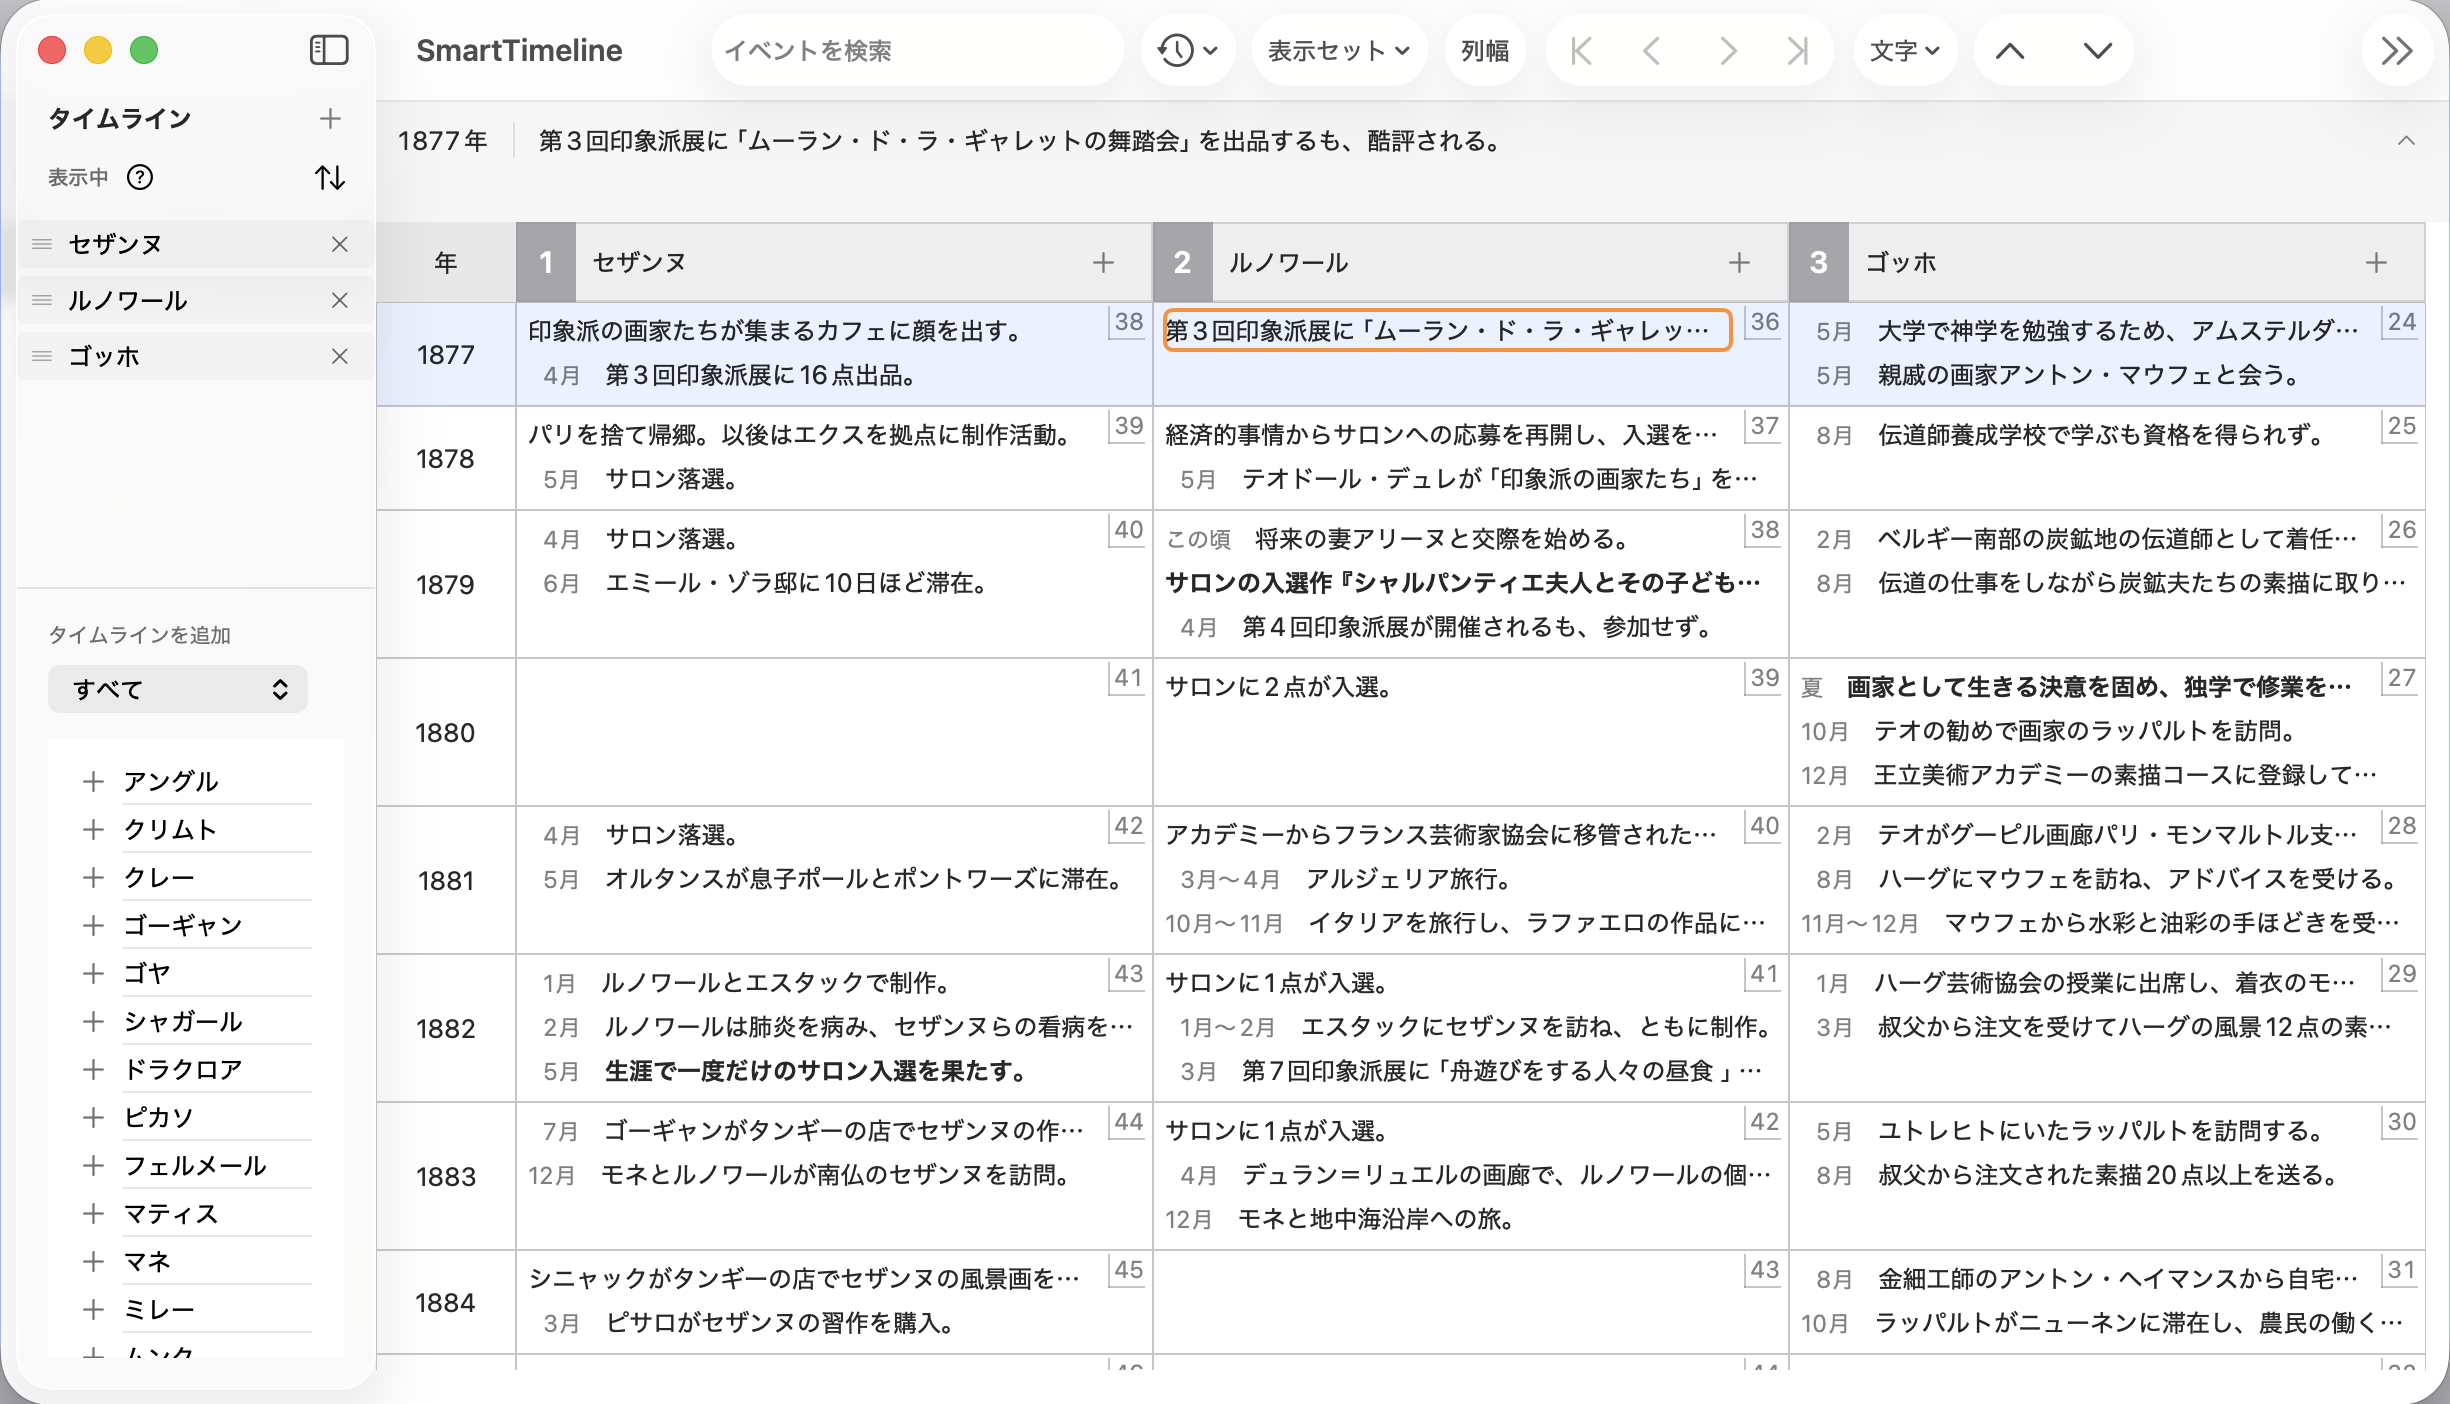 SmartTimeline
イベントを検索
表示セット
列幅
文字
タイムライン
表示中
セザンヌ
ルノワール
ゴッホ
タイムラインを追加
すべて
アングル
クリムト
クレー
ゴーギャン
ゴヤ
シャガール
ドラクロア
ピカソ
フェルメール
マティス
マネ
ミレー
ムンク
1877年 第3回印象派展に「ムーラン・ド・ラ・ギャレットの舞踏会」を出品するも、酷評される。
年 1 セザンヌ 2 ルノワール 3 ゴッホ
1877
印象派の画家たちが集まるカフェに顔を出す。 38
4月 第3回印象派展に16点出品。
第3回印象派展に「ムーラン・ド・ラ・ギャレッ… 36
5月 大学で神学を勉強するため、アムステルダ… 24
5月 親戚の画家アントン・マウフェと会う。
1878
パリを捨て帰郷。以後はエクスを拠点に制作活動。 39
5月 サロン落選。
経済的事情からサロンへの応募を再開し、入選を… 37
5月 テオドール・デュレが「印象派の画家たち」を…
8月 伝道師養成学校で学ぶも資格を得られず。 25
1879
4月 サロン落選。 40
6月 エミール・ゾラ邸に10日ほど滞在。
この頃 将来の妻アリーヌと交際を始める。 38
サロンの入選作『シャルパンティエ夫人とその子ども…
4月 第4回印象派展が開催されるも、参加せず。
2月 ベルギー南部の炭鉱地の伝道師として着任… 26
8月 伝道の仕事をしながら炭鉱夫たちの素描に取り…
1880
41
サロンに2点が入選。 39
夏 画家として生きる決意を固め、独学で修業を… 27
10月 テオの勧めで画家のラッパルトを訪問。
12月 王立美術アカデミーの素描コースに登録して…
1881
4月 サロン落選。 42
5月 オルタンスが息子ポールとポントワーズに滞在。
アカデミーからフランス芸術家協会に移管された… 40
3月〜4月 アルジェリア旅行。
10月〜11月 イタリアを旅行し、ラファエロの作品に…
2月 テオがグーピル画廊パリ・モンマルトル支… 28
8月 ハーグにマウフェを訪ね、アドバイスを受ける。
11月〜12月 マウフェから水彩と油彩の手ほどきを受…
1882
1月 ルノワールとエスタックで制作。 43
2月 ルノワールは肺炎を病み、セザンヌらの看病を…
5月 生涯で一度だけのサロン入選を果たす。
サロンに1点が入選。 41
1月〜2月 エスタックにセザンヌを訪ね、ともに制作。
3月 第7回印象派展に「舟遊びをする人々の昼食 」…
1月 ハーグ芸術協会の授業に出席し、着衣のモ… 29
3月 叔父から注文を受けてハーグの風景12点の素…
1883
7月 ゴーギャンがタンギーの店でセザンヌの作… 44
12月 モネとルノワールが南仏のセザンヌを訪問。
サロンに1点が入選。 42
4月 デュラン＝リュエルの画廊で、ルノワールの個…
12月 モネと地中海沿岸への旅。
5月 ユトレヒトにいたラッパルトを訪問する。 30
8月 叔父から注文された素描20点以上を送る。
1884
シニャックがタンギーの店でセザンヌの風景画を… 45
3月 ピサロがセザンヌの習作を購入。
43
8月 金細工師のアントン・ヘイマンスから自宅… 31
10月 ラッパルトがニューネンに滞在し、農民の働く…